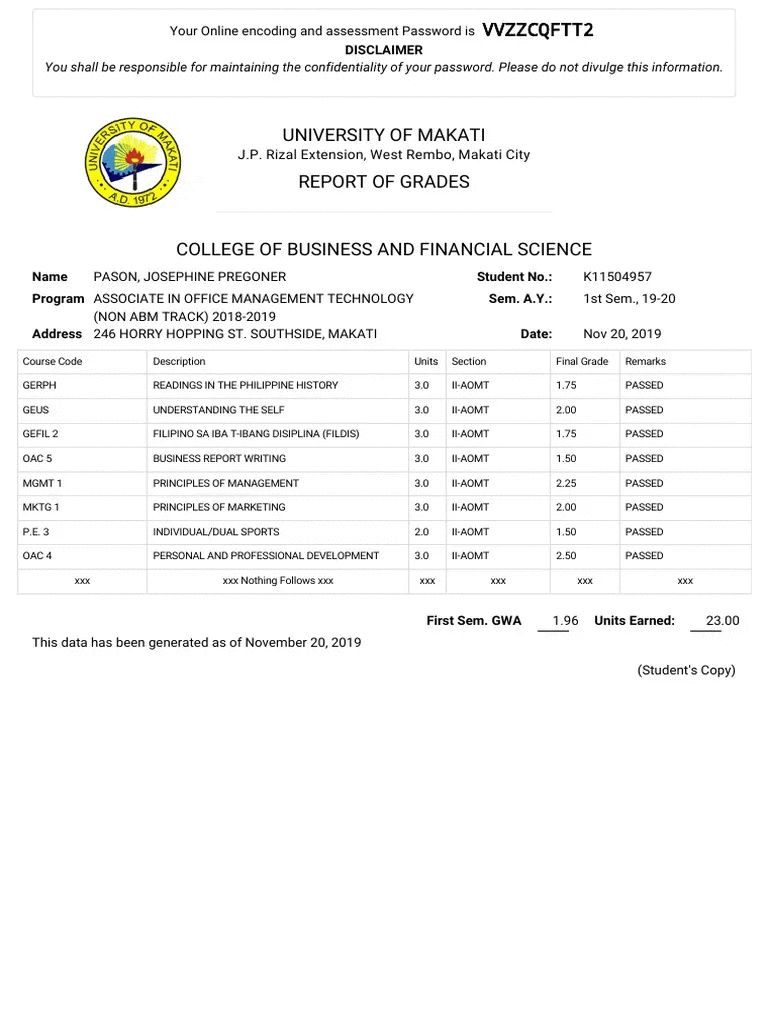 Your Online encoding and assessment Password is VVZZCQFTT2
DISCLAIMER
You shall be responsible for maintaining the confidentiality of your password. Please do not divulge this information.
UNIVERSITY OF MAKATI
A.D. 1972
UNIVERSITY OF MAKATI
J.P. Rizal Extension, West Rembo, Makati City
REPORT OF GRADES
COLLEGE OF BUSINESS AND FINANCIAL SCIENCE
Name PASON, JOSEPHINE PREGONER Student No.: K11504957
Program ASSOCIATE IN OFFICE MANAGEMENT TECHNOLOGY Sem. A.Y.: 1st Sem., 19-20
(NON ABM TRACK) 2018-2019
Address 246 HORRY HOPPING ST. SOUTHSIDE, MAKATI Date: Nov 20, 2019
Course Code Description Units Section Final Grade Remarks
GERPH READINGS IN THE PHILIPPINE HISTORY 3.0 II-AOMT 1.75 PASSED
GEUS UNDERSTANDING THE SELF 3.0 II-AOMT 2.00 PASSED
GEFIL 2 FILIPINO SA IBA T-IBANG DISIPLINA (FILDIS) 3.0 II-AOMT 1.75 PASSED
OAC 5 BUSINESS REPORT WRITING 3.0 II-AOMT 1.50 PASSED
MGMT 1 PRINCIPLES OF MANAGEMENT 3.0 II-AOMT 2.25 PASSED
MKTG 1 PRINCIPLES OF MARKETING 3.0 II-AOMT 2.00 PASSED
P.E. 3 INDIVIDUAL/DUAL SPORTS 2.0 II-AOMT 1.50 PASSED
OAC 4 PERSONAL AND PROFESSIONAL DEVELOPMENT 3.0 II-AOMT 2.50 PASSED
xxx xxx Nothing Follows xxx xxx xxx xxx xxx
First Sem. GWA 1.96 Units Earned: 23.00
This data has been generated as of November 20, 2019
(Student's Copy)